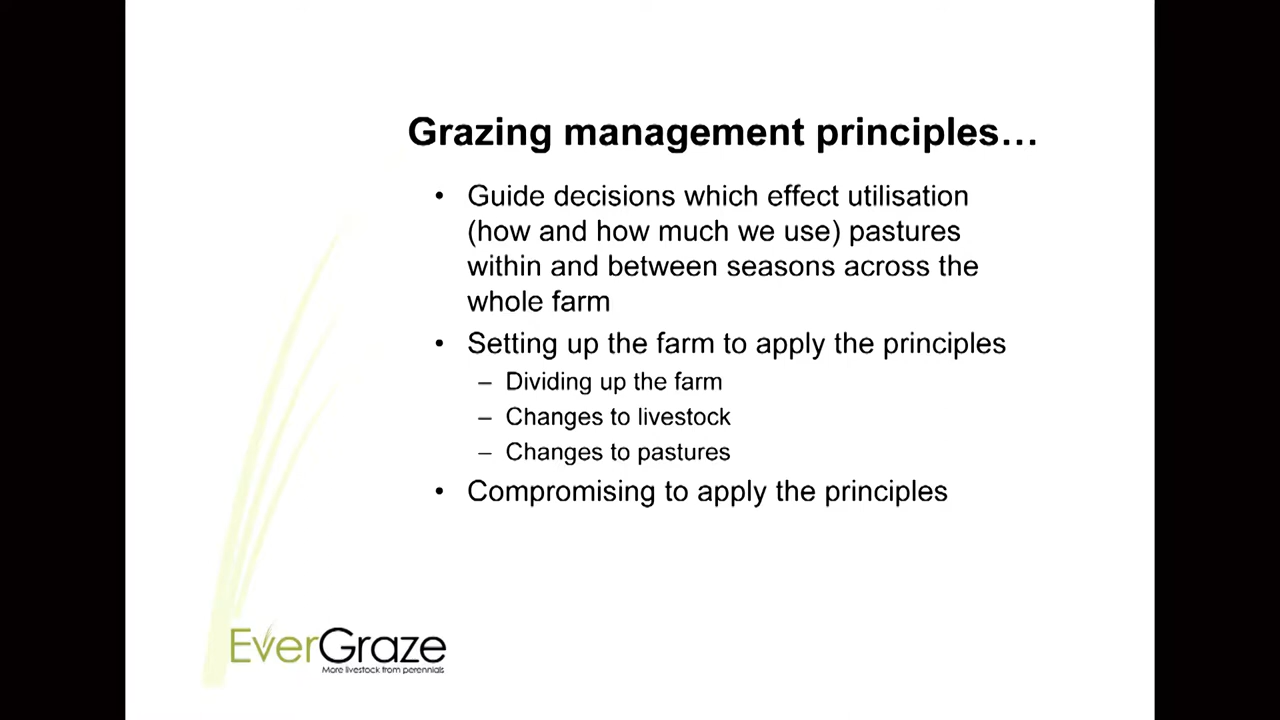 Grazing management principles…
• Guide decisions which effect utilisation
(how and how much we use) pastures
within and between seasons across the
whole farm
• Setting up the farm to apply the principles
– Dividing up the farm
– Changes to livestock
– Changes to pastures
• Compromising to apply the principles
EverGraze
More livestock from perennials